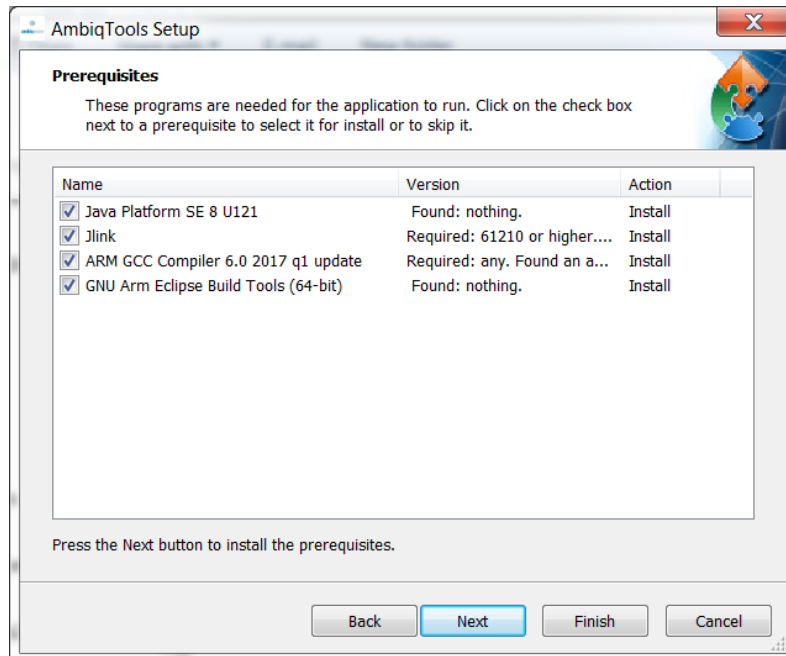 AmbiqTools Setup
Prerequisites
These programs are needed for the application to run. Click on the check box
next to a prerequisite to select it for install or to skip it.
Name Version Action
Java Platform SE 8 U121 Found: nothing. Install
Jlink Required: 61210 or higher.... Install
ARM GCC Compiler 6.0 2017 q1 update Required: any. Found an a... Install
GNU Arm Eclipse Build Tools (64-bit) Found: nothing. Install
Press the Next button to install the prerequisites.
Back Next Finish Cancel